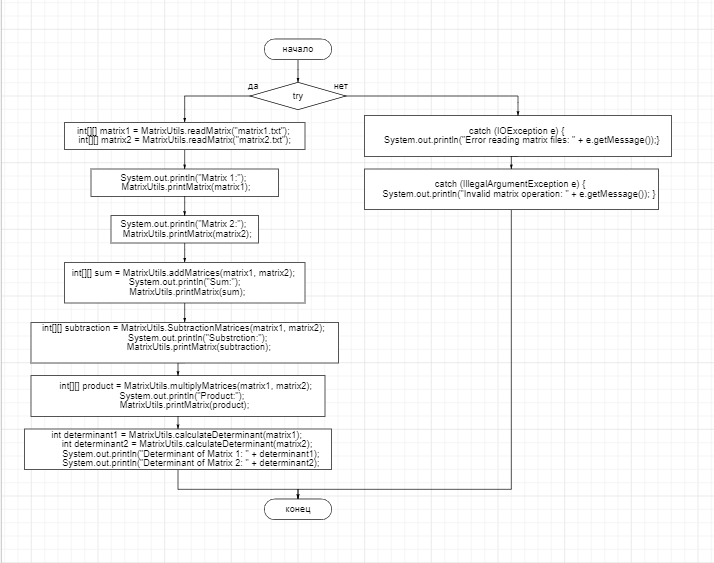 начало
да
нет
try
int[][] matrix1 = MatrixUtils.readMatrix("matrix1.txt");
int[][] matrix2 = MatrixUtils.readMatrix("matrix2.txt");
catch (IOException e) {
System.out.println("Error reading matrix files: " + e.getMessage());}
System.out.println("Matrix 1:");
MatrixUtils.printMatrix(matrix1);
catch (IllegalArgumentException e) {
System.out.println("Invalid matrix operation: " + e.getMessage()); }
System.out.println("Matrix 2:");
MatrixUtils.printMatrix(matrix2);
int[][] sum = MatrixUtils.addMatrices(matrix1, matrix2);
System.out.println("Sum:");
MatrixUtils.printMatrix(sum);
int[][] subtraction = MatrixUtils.SubtractionMatrices(matrix1, matrix2);
System.out.println("Substrction:");
MatrixUtils.printMatrix(subtraction);
int[][] product = MatrixUtils.multiplyMatrices(matrix1, matrix2);
System.out.println("Product:");
MatrixUtils.printMatrix(product);
int determinant1 = MatrixUtils.calculateDeterminant(matrix1);
int determinant2 = MatrixUtils.calculateDeterminant(matrix2);
System.out.println("Determinant of Matrix 1: " + determinant1);
System.out.println("Determinant of Matrix 2: " + determinant2);
конец